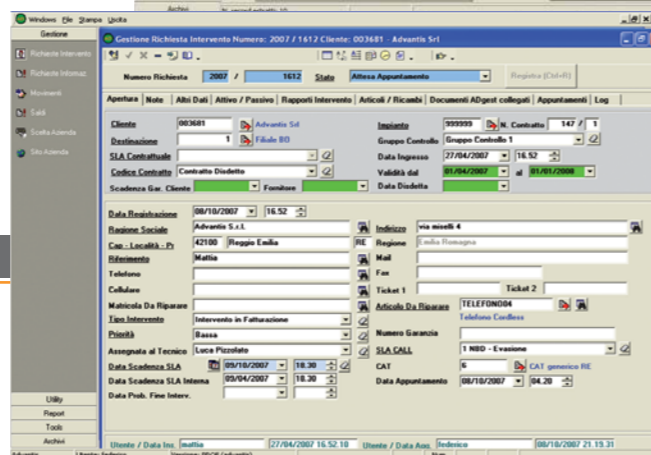 Archivi
Windows File Stampa Uscita
Gestione
Gestione Richiesta Intervento Numero: 2007 / 1612 Cliente: 003681 - Advantis Srl
Richieste Intervento
Richieste Informaz.
Movimenti
Saldi
Scelta Azienda
Sito Azienda
Numero Richiesta 2007 / 1612 Stato Attesa Appuntamento Registra (Ctrl+R)
Apertura Note Altri Dati Attivo / Passivo Rapporti Intervento Articoli / Ricambi Documenti ADgest collegati Appuntamenti Log
Cliente 003681 Advantis Srl Impianto 999999 N. Contratto 147 / 1
Destinazione 1 Filiale BO Gruppo Controllo Gruppo Controllo 1
SLA Contrattuale Data Ingresso 27/04/2007 16.52
Codice Contratto Contratto Disdetto Validità dal 01/04/2007 al 01/01/2008
Scadenza Gar. Cliente Fornitore Data Disdetta
Data Registrazione 08/10/2007 16.52
Ragione Sociale Advantis S.r.l. Indirizzo via miselli 4
Cap - Località - Pr 42100 Reggio Emilia RE Regione Emilia Romagna
Riferimento Mattia Mail
Telefono Fax
Cellulare Ticket 1 Ticket 2
Matricola Da Riparare Articolo Da Riparare TELEFONO04
Tipo Intervento Intervento in Fatturazione Telefono Cordless
Priorità Bassa Numero Garanzia
Assegnata al Tecnico Luca Pizzolato SLA CALL 1 NBD - Evasione
Data Scadenza SLA 09/10/2007 18.30 CAT 6 CAT generico RE
Data Scadenza SLA Interna 09/04/2007 18.30 Data Appuntamento 08/10/2007 04.20
Data Prob. Fine Interv.
Utility
Report
Tools
Archivi
Utente / Data Ins. mattia 27/04/2007 16.52.10 Utente / Data Agg. federico 08/10/2007 21.19.31